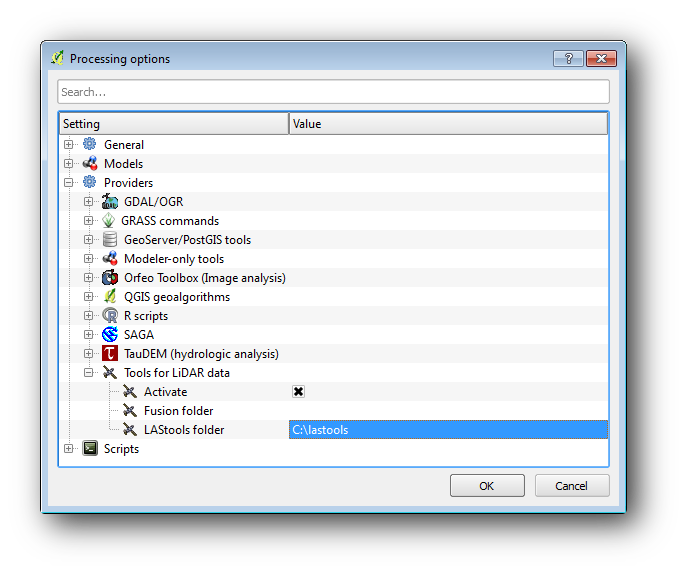 Processing options
Search...
Setting Value
General
Models
Providers
GDAL/OGR
GRASS commands
GeoServer/PostGIS tools
Modeler-only tools
Orfeo Toolbox (Image analysis)
QGIS geoalgorithms
R scripts
SAGA
TauDEM (hydrologic analysis)
Tools for LiDAR data
Activate
Fusion folder
LAStools folder C:\lastools
Scripts
OK Cancel